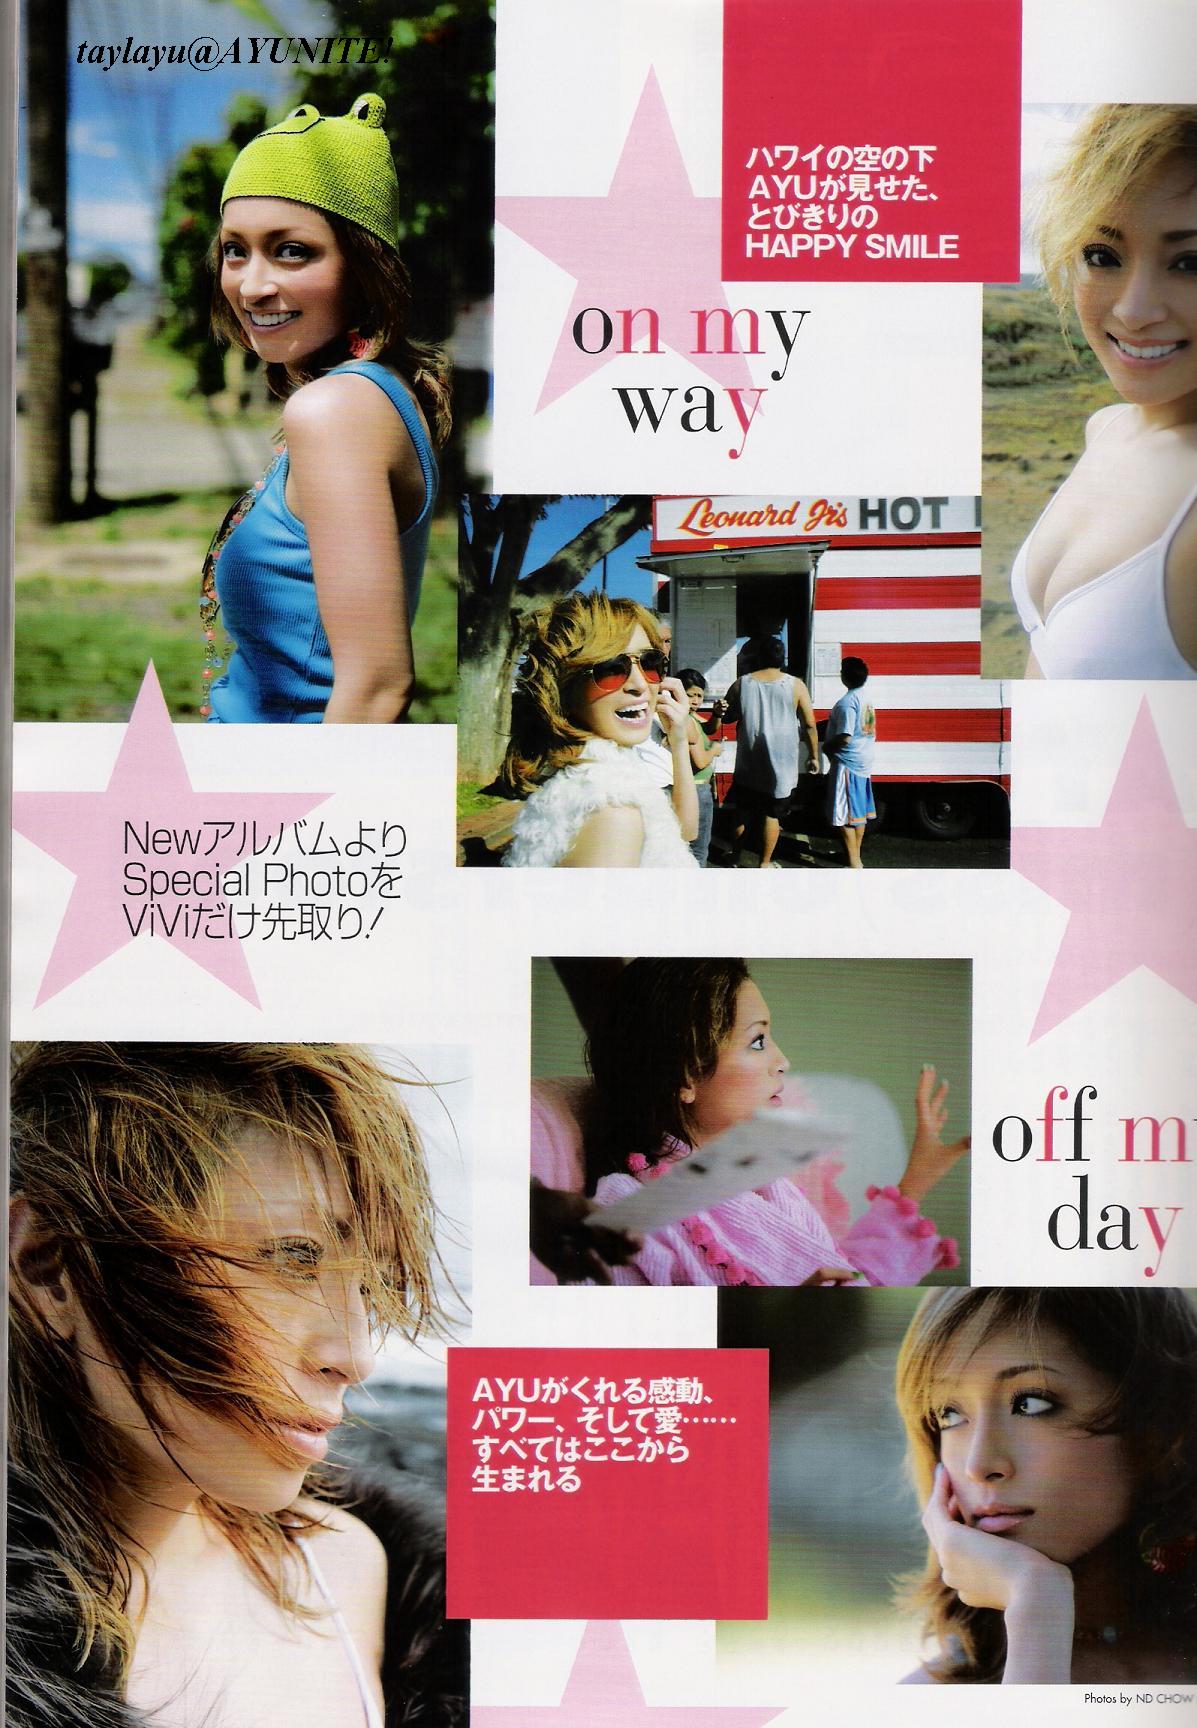 taylayu@AYUNITE!
ハワイの空の下
AYUが見せた、
とびきりの
HAPPY SMILE
on my
way
Leonard Jr's HOT
Newアルバムより
Special Photoを
ViViだけ先取り!
off m
day
AYUがくれる感動、
パワー、そして愛……
すべてはここから
生まれる
Photos by ND CHOW